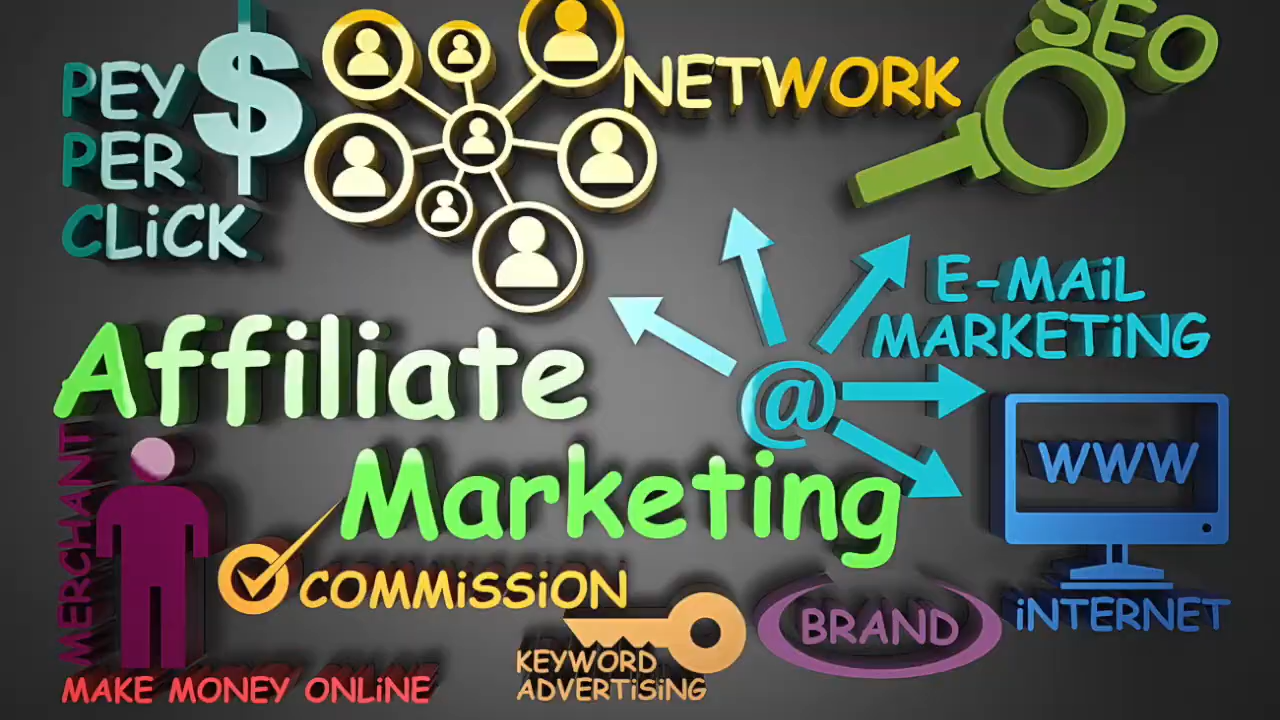 PEY
PER
CLiCK
$
NETWORK
SEO
E-MAiL
MARKETiNG
Affiliate
Marketing
@
WWW
iNTERNET
MERCHANT
COMMiSSiON
BRAND
KEYWORD
ADVERTiSiNG
MAKE MONEY ONLiNE